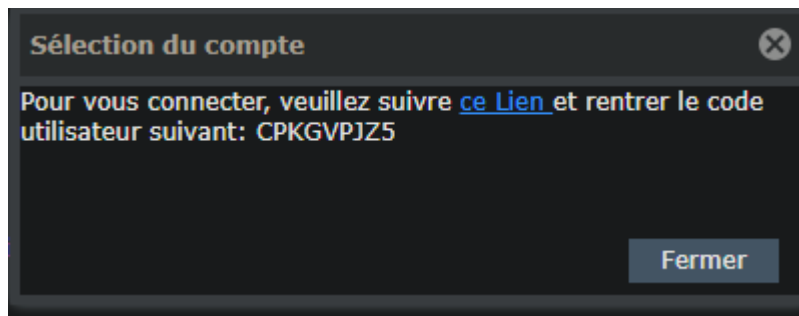 Sélection du compte
Pour vous connecter, veuillez suivre ce Lien et rentrer le code
utilisateur suivant: CPKGVPJZ5
Fermer